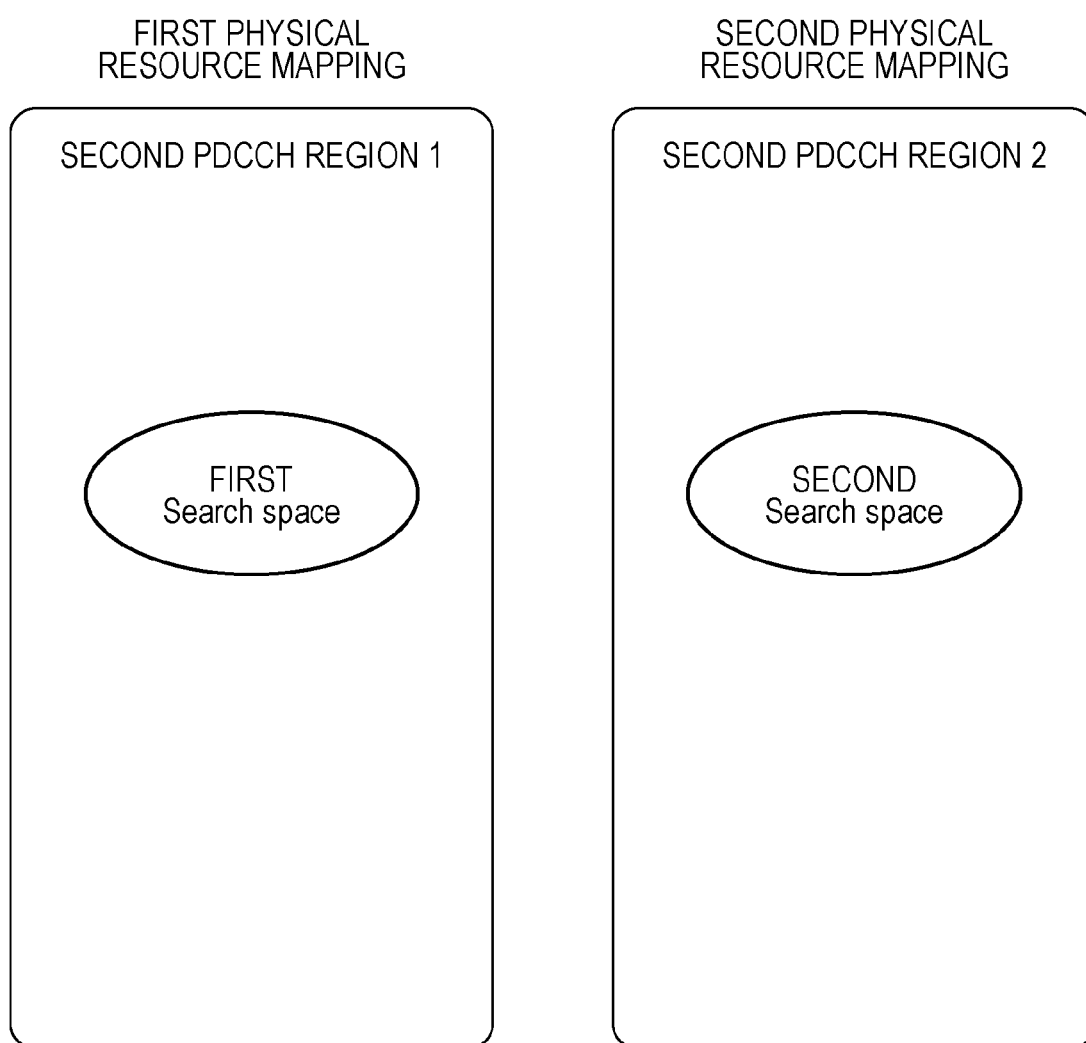 FIRST PHYSICAL
RESOURCE MAPPING
SECOND PDCCH REGION 1
FIRST
Search space
SECOND PHYSICAL
RESOURCE MAPPING
SECOND PDCCH REGION 2
SECOND
Search space